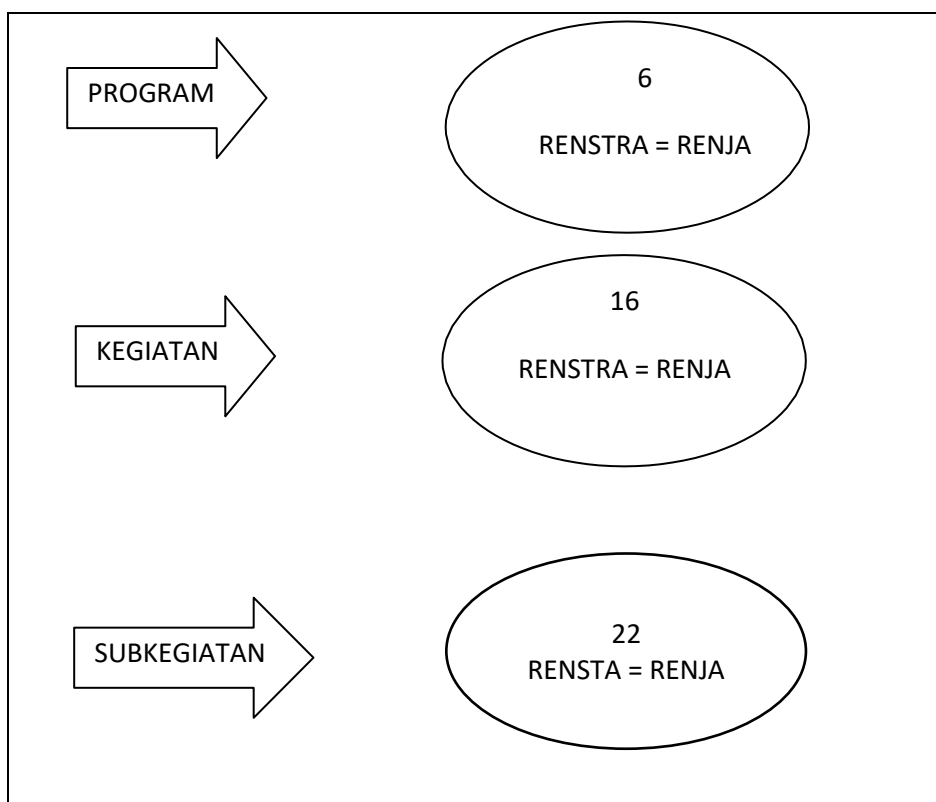 PROGRAM
6
RENSTRA = RENJA
KEGIATAN
16
RENSTRA = RENJA
SUBKEGIATAN
22
RENSTA = RENJA